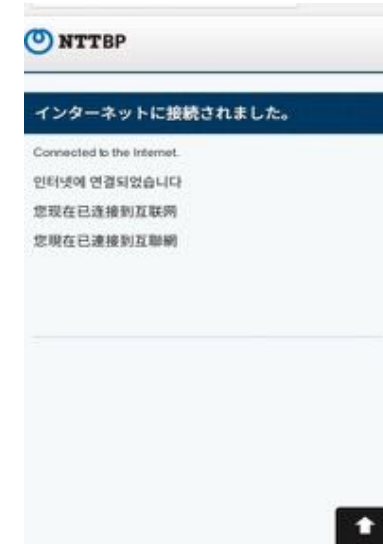 NTTBP
インターネットに接続されました。
Connected to the Internet.
인터넷에 연결되었습니다
您现在已连接到互联网
您現在已連接到互聯網